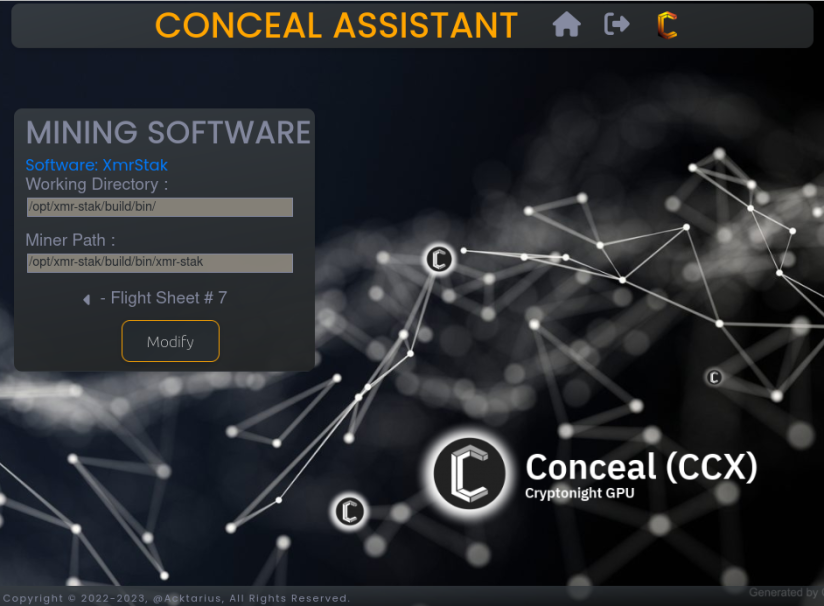 CONCEAL ASSISTANT
MINING SOFTWARE
Software: XmrStak
Working Directory :
/opt/xmr-stak/build/bin/
Miner Path :
/opt/xmr-stak/build/bin/xmr-stak
- Flight Sheet # 7
Modify
Conceal (CCX)
Cryptonight GPU
Generated by
Copyright © 2022-2023, @Acktarius, All Rights Reserved.